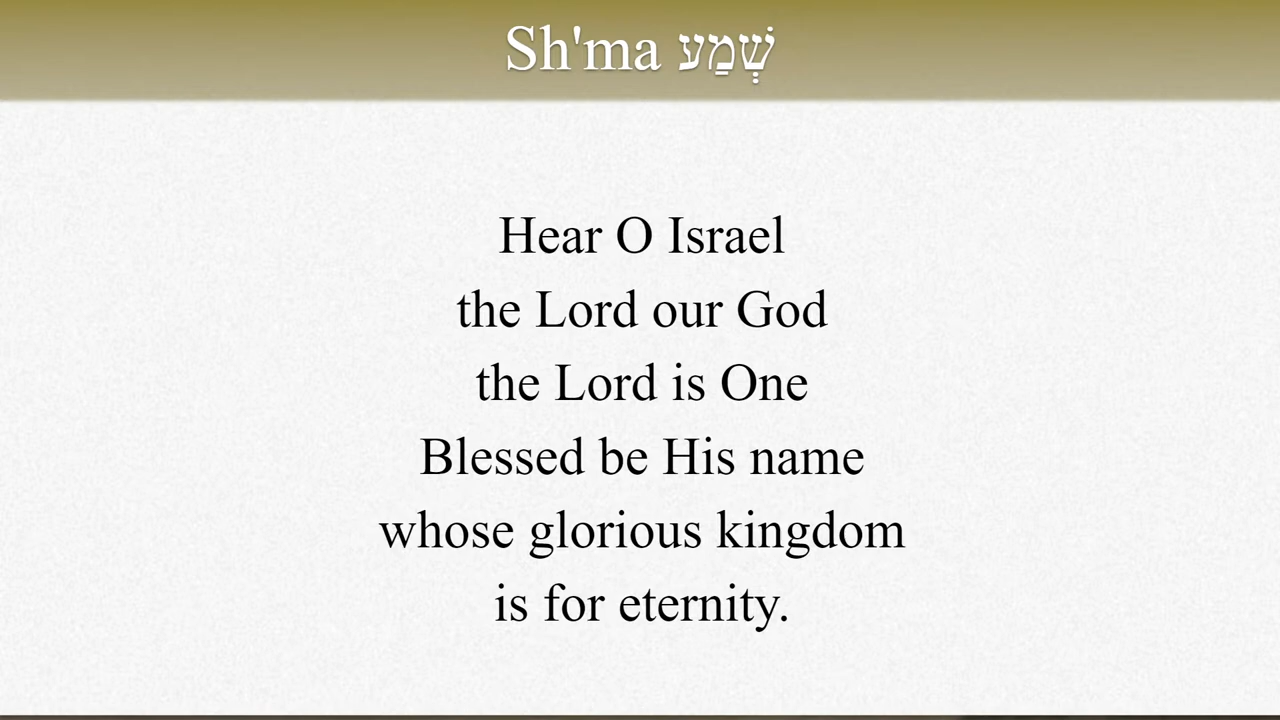 Sh'ma שְׁמַע
Hear O Israel
the Lord our God
the Lord is One
Blessed be His name
whose glorious kingdom
is for eternity.